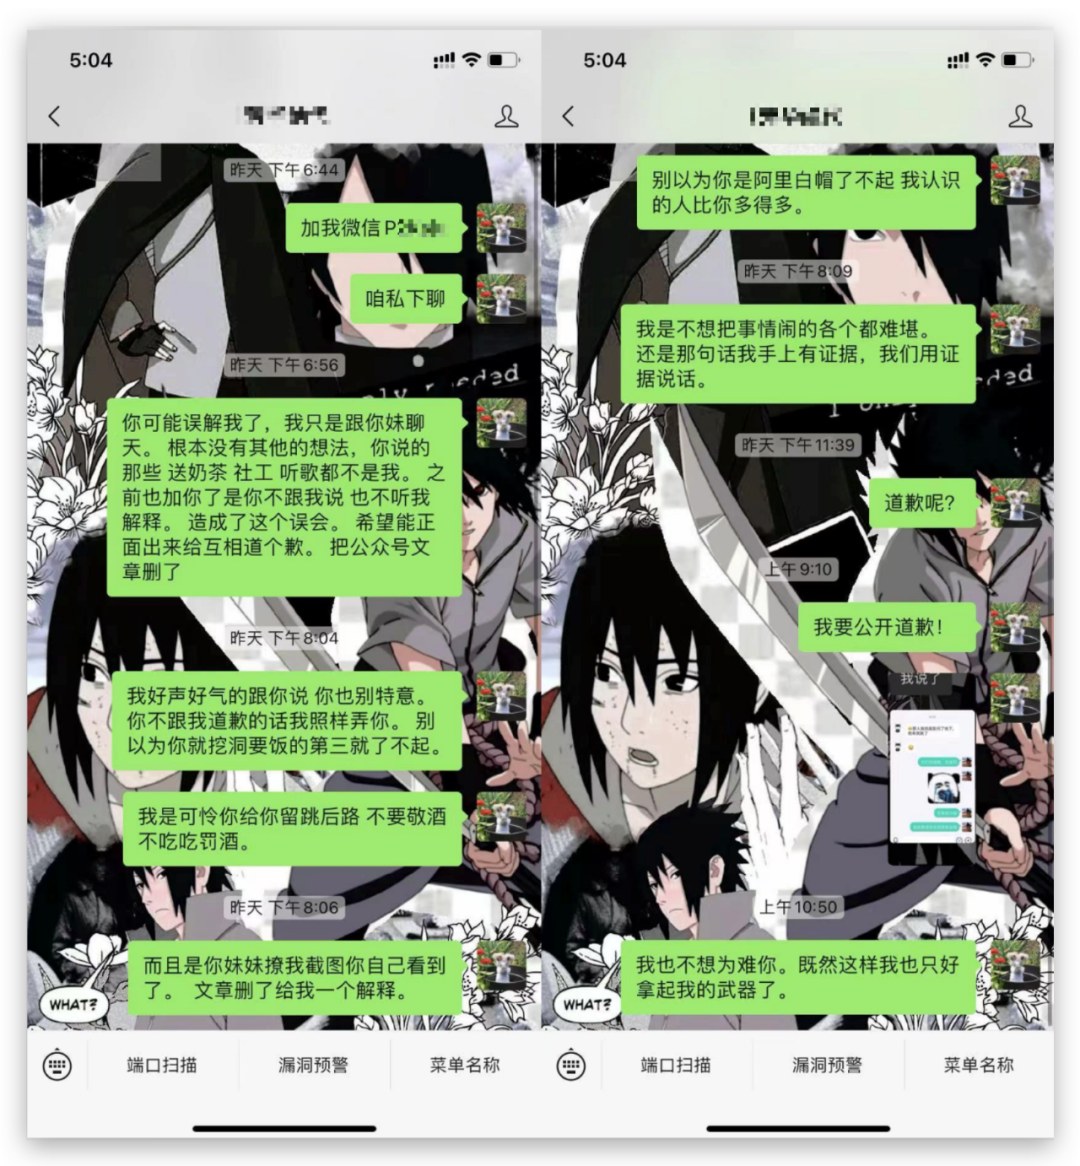 5:04
昨天 下午6:44
加我微信P
咱私下聊
昨天 下午6:56
你可能误解我了，我只是跟你妹聊
天。 根本没有其他的想法，你说的
那些 送奶茶 社工 听歌都不是我。 之
前也加你了是你不跟我说 也不听我
解释。 造成了这个误会。 希望能正
面出来给互相道个歉。 把公众号文
章删了
昨天 下午8:04
我好声好气的跟你说 你也别特意。
你不跟我道歉的话我照样弄你。 别
以为你就挖洞要饭的第三就了不起。
我是可怜你给你留跳后路 不要敬酒
不吃吃罚酒。
昨天 下午8:06
而且是你妹妹撩我截图你自己看到
了。 文章删了给我一个解释。
WHAT?
端口扫描
漏洞预警
菜单名称
5:04
别以为你是阿里白帽了不起 我认识
的人比你多得多。
昨天 下午8:09
我是不想把事情闹的各个都难堪。
还是那句话我手上有证据，我们用证
据说话。
昨天 下午11:39
道歉呢？
上午9:10
我要公开道歉！
我说了
上午10:50
我也不想为难你。既然这样我也只好
拿起我的武器了。
WHAT?
端口扫描
漏洞预警
菜单名称